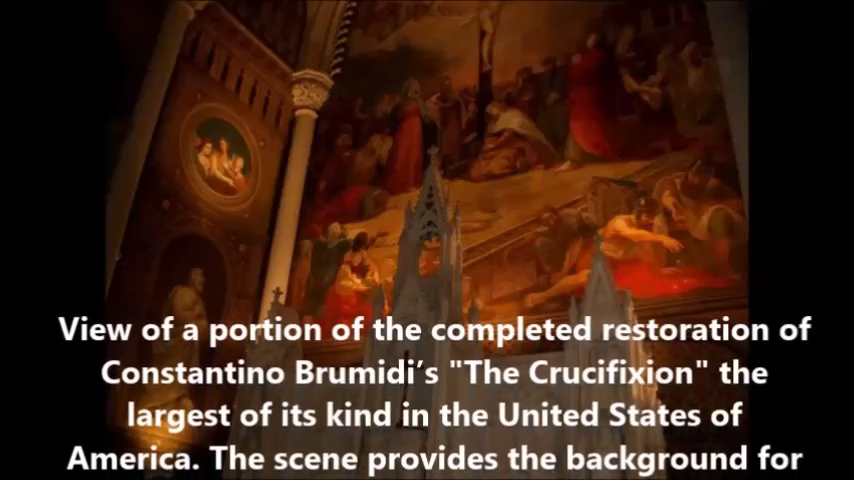 View of a portion of the completed restoration of
Constantino Brumidi’s "The Crucifixion" the
largest of its kind in the United States of
America. The scene provides the background for